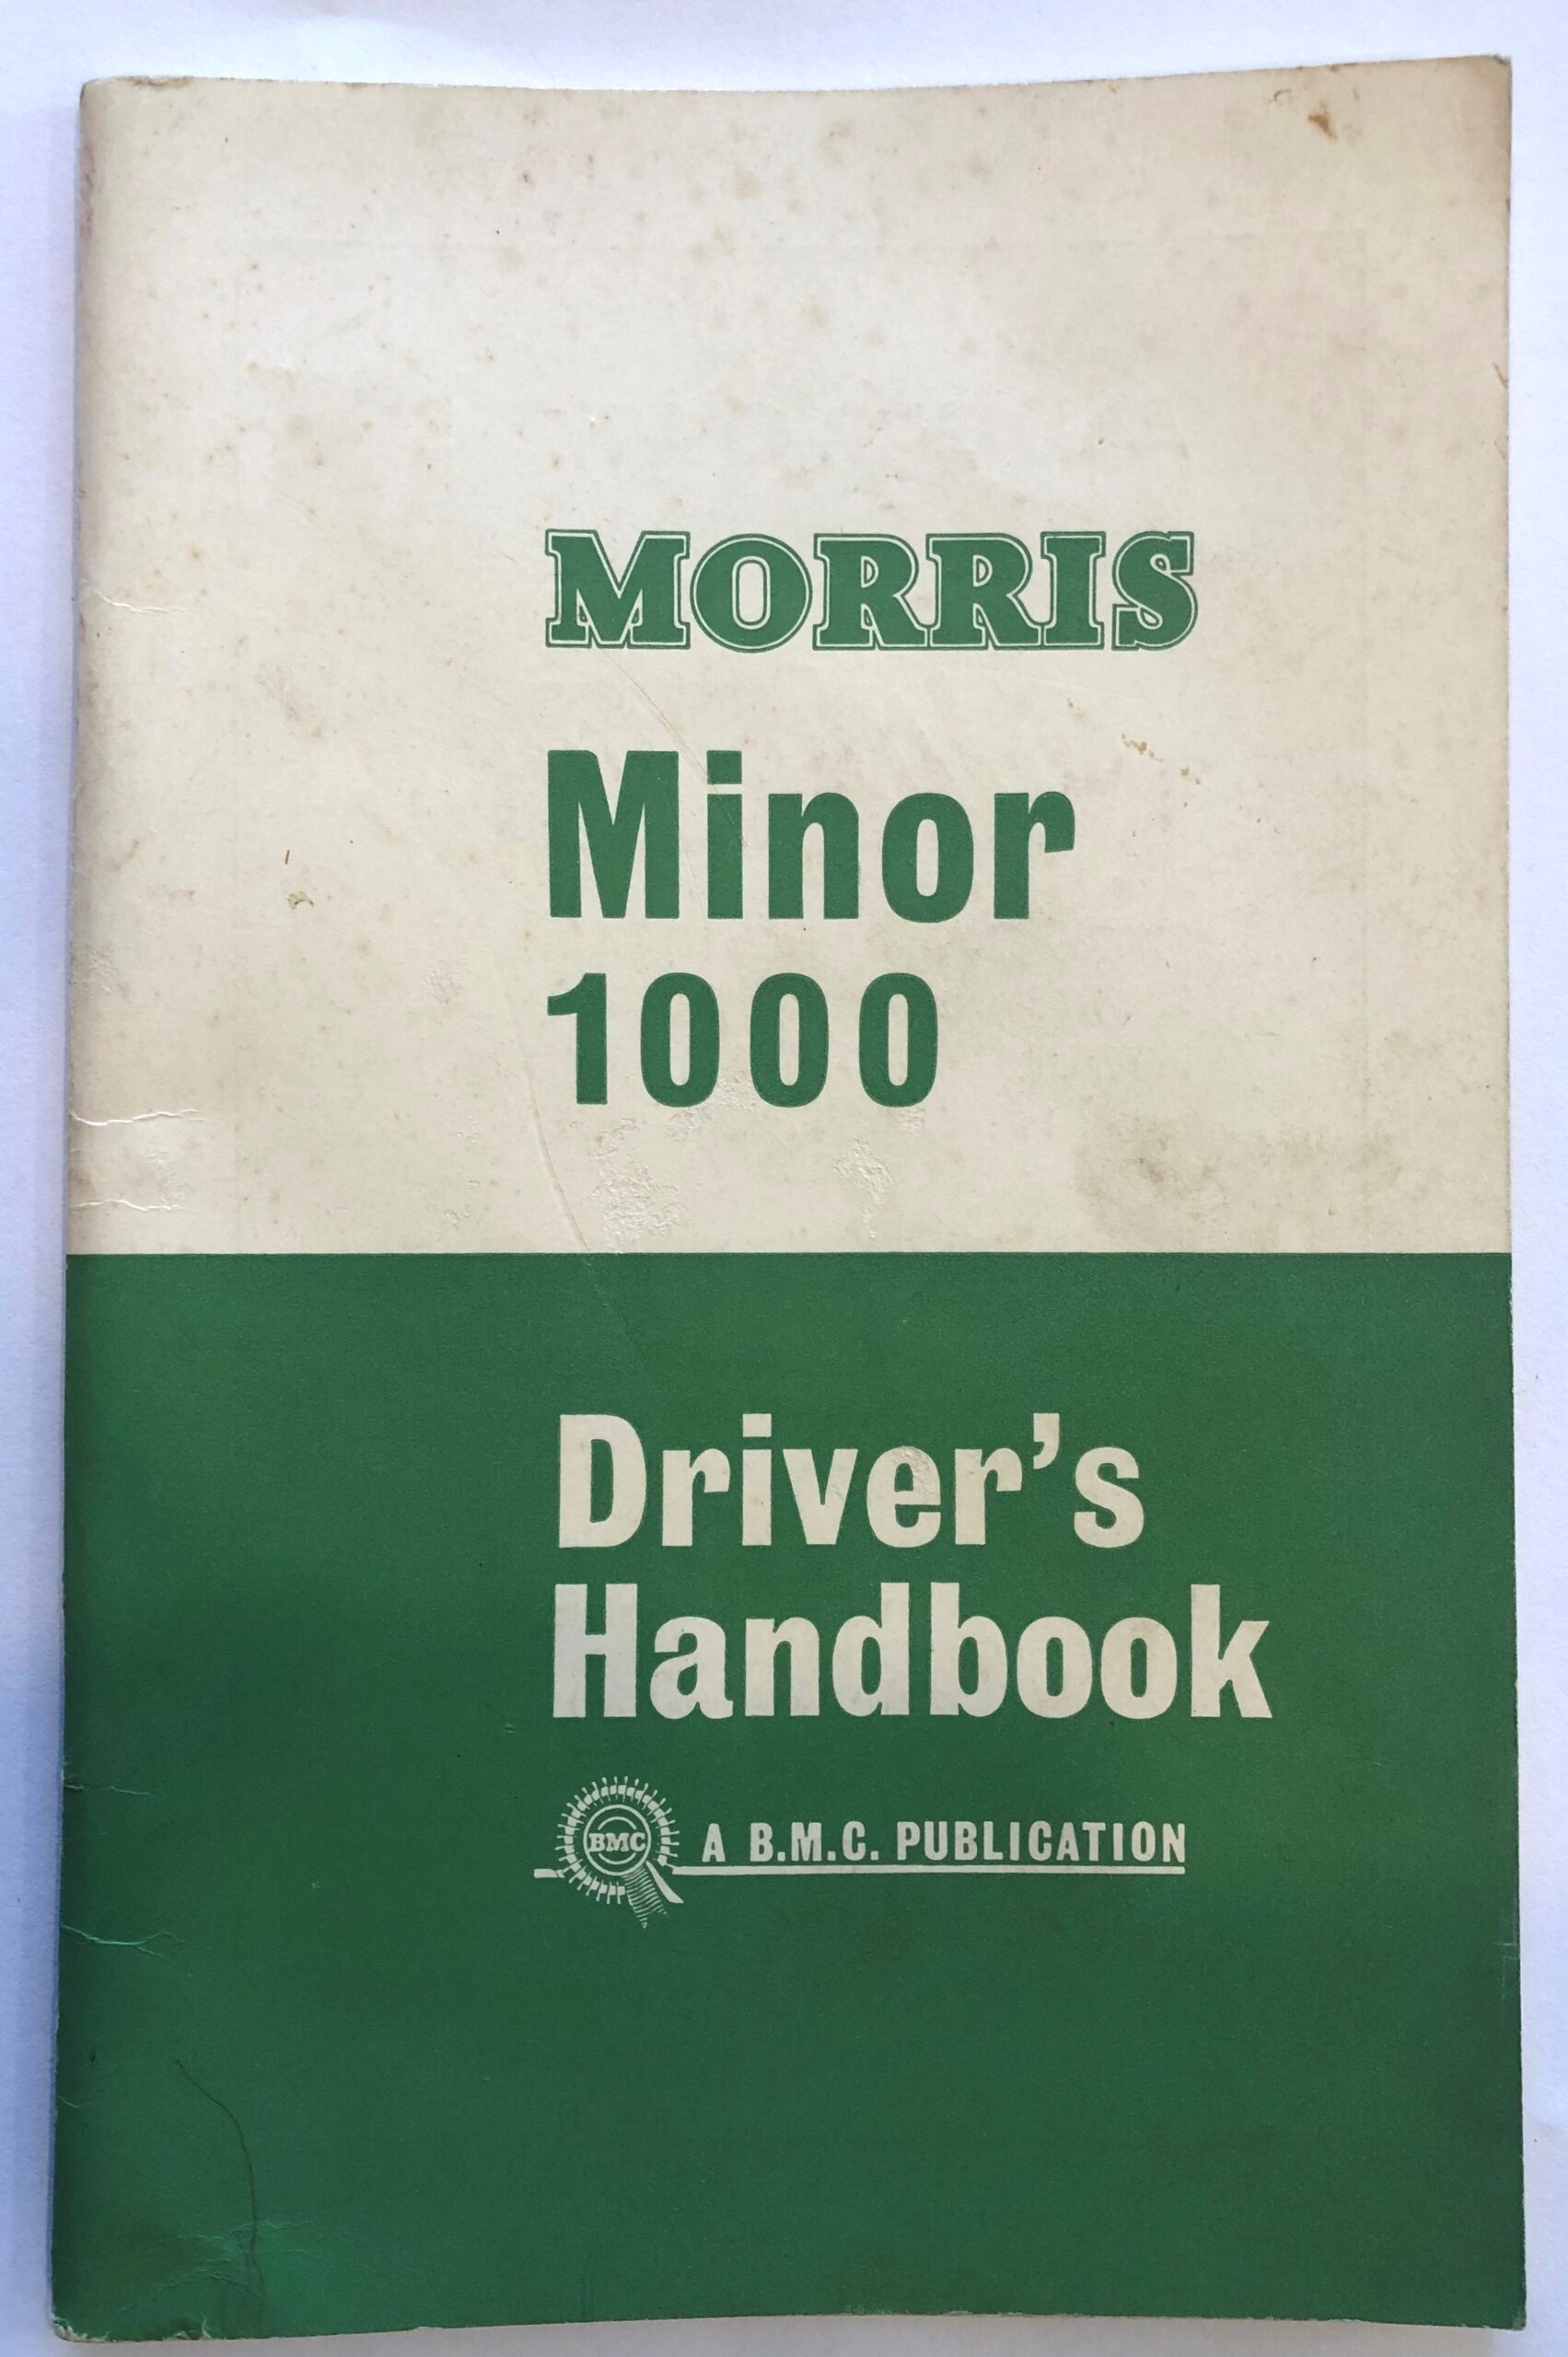 MORRIS
Minor
1000
Driver’s
Handbook
BMC
A B.M.C. PUBLICATION